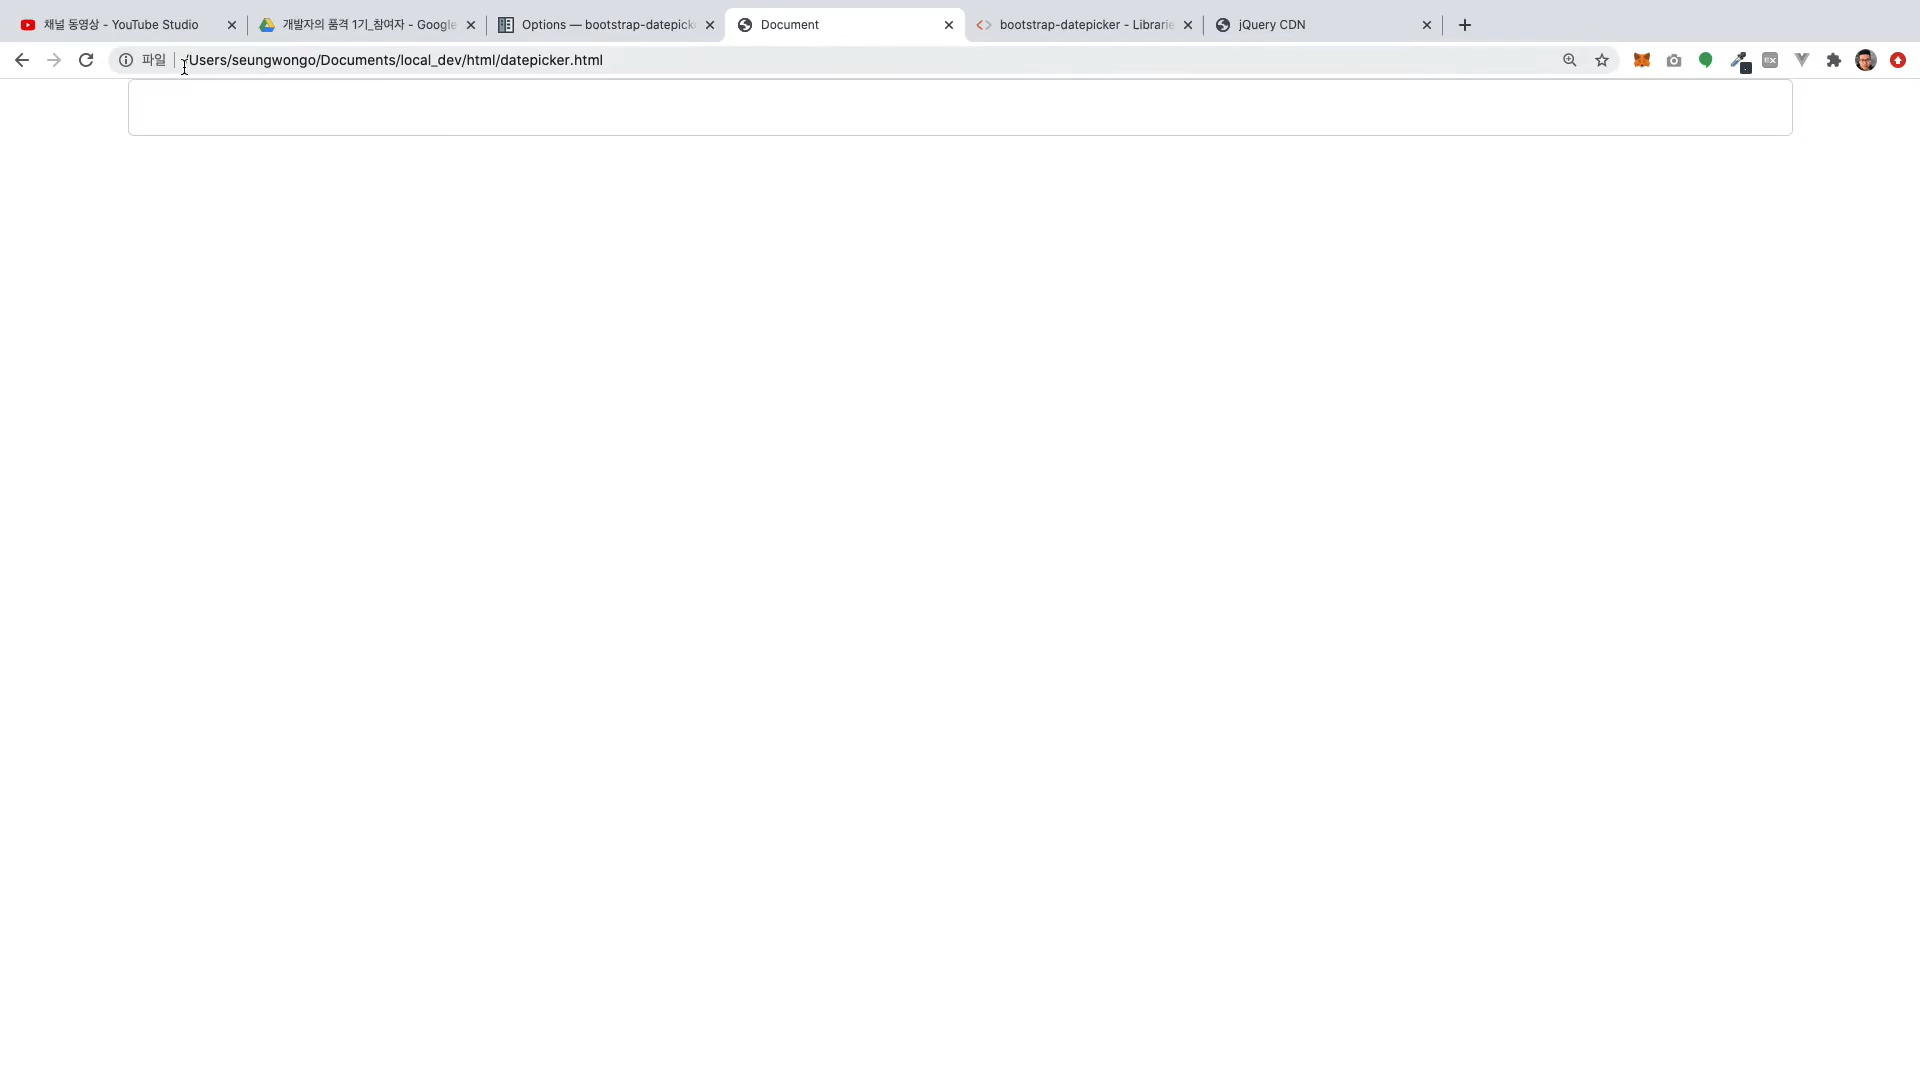 채널 동영상 - YouTube Studio
개발자의 품격 1기_참여자 - Google
Options — bootstrap-datepick
Document
bootstrap-datepicker - Librarie
jQuery CDN
파일
/Users/seungwongo/Documents/local_dev/html/datepicker.html
EX